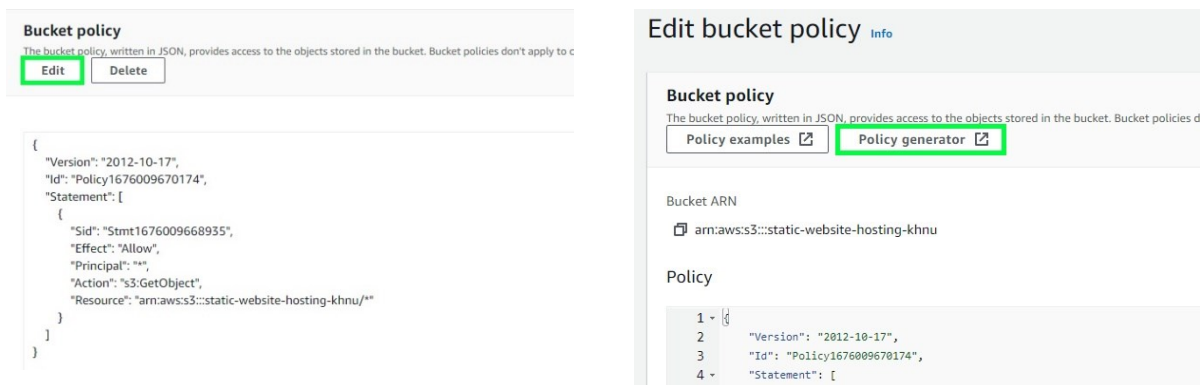 Bucket policy
The bucket policy, written in JSON, provides access to the objects stored in the bucket. Bucket policies don't apply to
Edit Delete
{
"Version": "2012-10-17",
"Id": "Policy1676009670174",
"Statement": [
{
"Sid": "Stmt1676009668935",
"Effect": "Allow",
"Principal": "*",
"Action": "s3:GetObject",
"Resource": "arn:aws:s3:::static-website-hosting-khnu/*"
}
]
}
Edit bucket policy Info
Bucket policy
The bucket policy, written in JSON, provides access to the objects stored in the bucket. Bucket policies
Policy examples Policy generator
Bucket ARN
arn:aws:s3:::static-website-hosting-khnu
Policy
1 {
2 "Version": "2012-10-17",
3 "Id": "Policy1676009670174",
4 "Statement": [